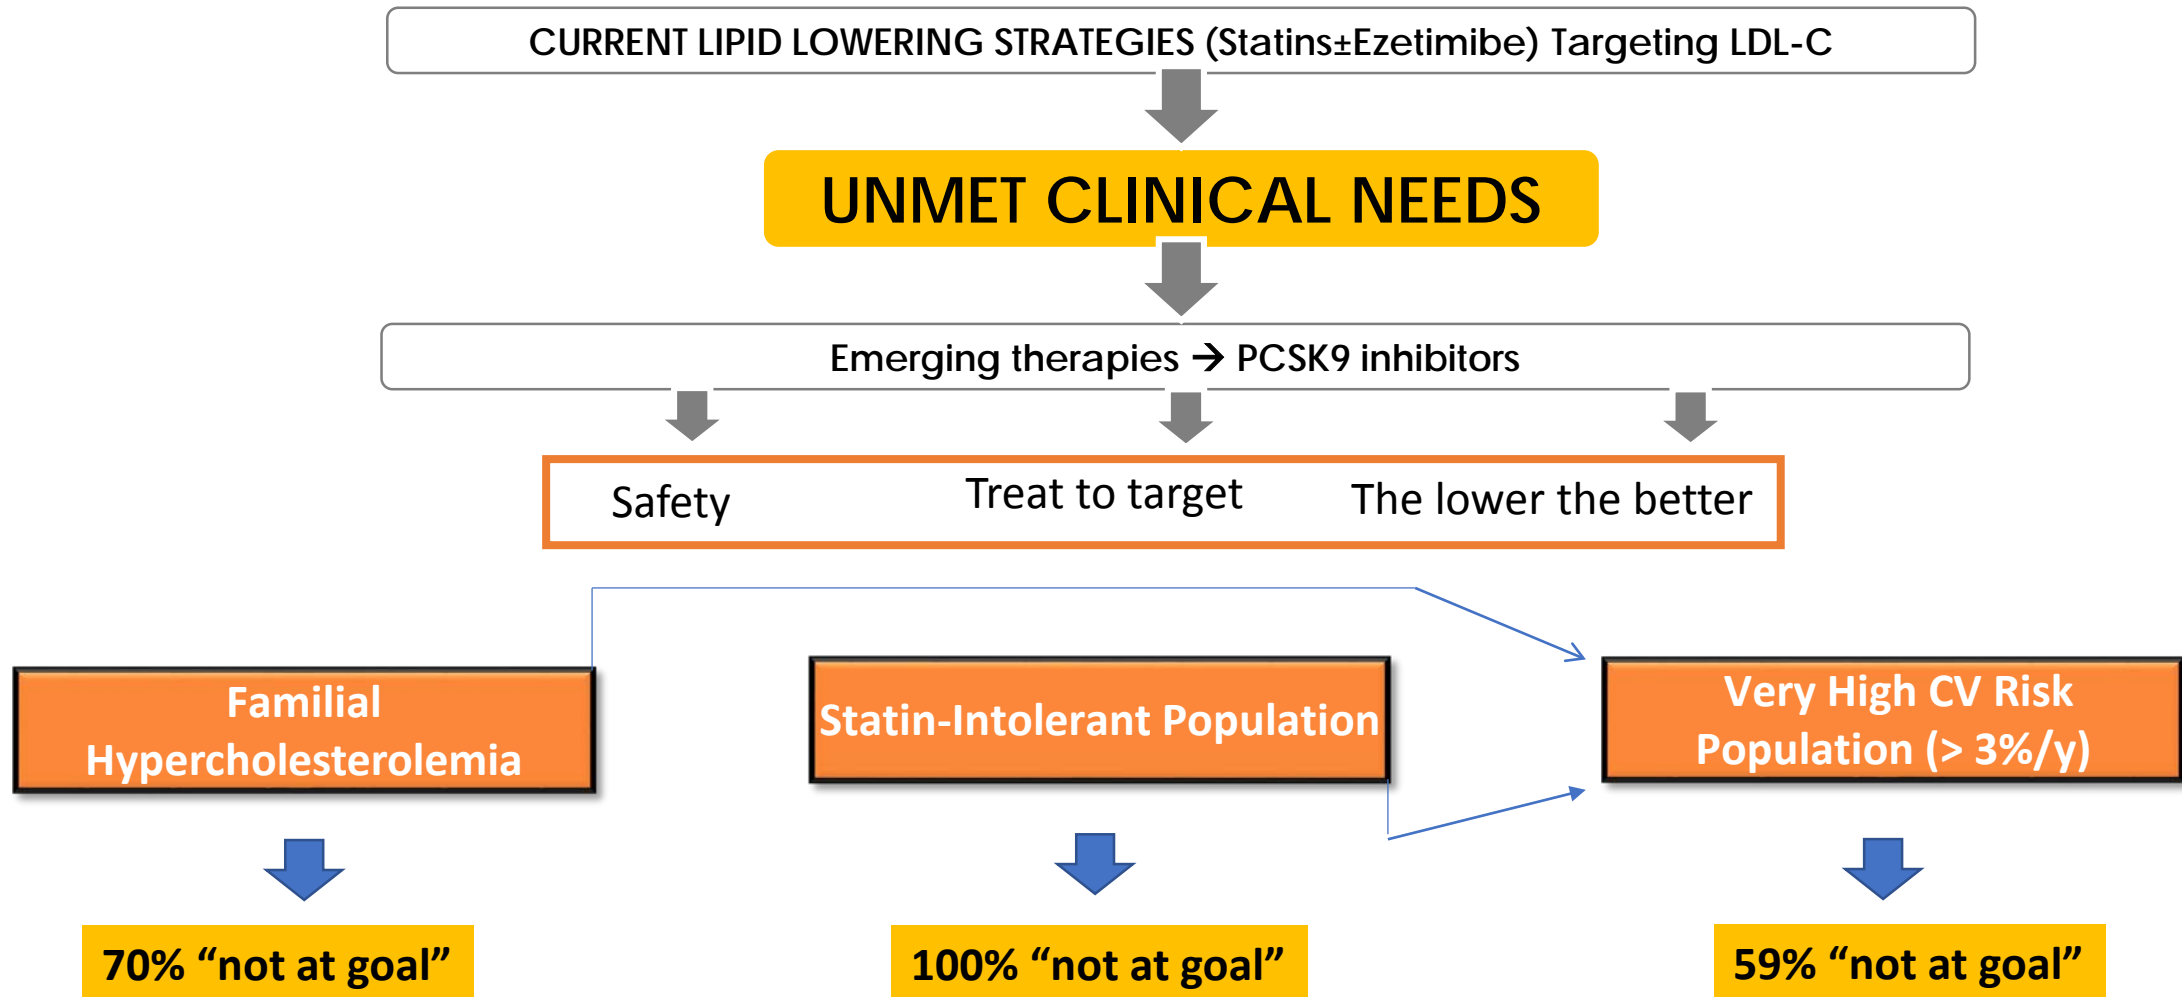 CURRENT LIPID LOWERING STRATEGIES (Statins±Ezetimibe) Targeting LDL-C
UNMET CLINICAL NEEDS
Emerging therapies → PCSK9 inhibitors
Safety
Treat to target
The lower the better
Familial
Hypercholesterolemia
Statin-Intolerant Population
Very High CV Risk
Population (> 3%/y)
70% “not at goal”
100% “not at goal”
59% “not at goal”